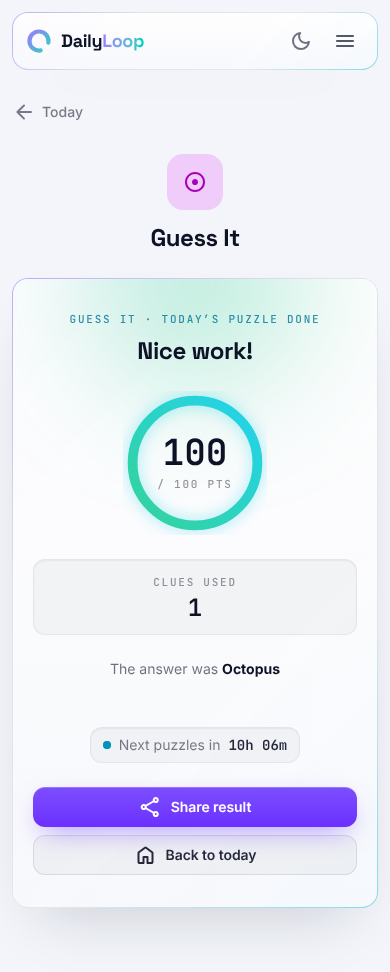 DailyLoop
Today
Guess It
GUESS IT · TODAY’S PUZZLE DONE
Nice work!
100
/ 100 PTS
CLUES USED
1
The answer was Octopus
Next puzzles in 10h 06m
Share result
Back to today